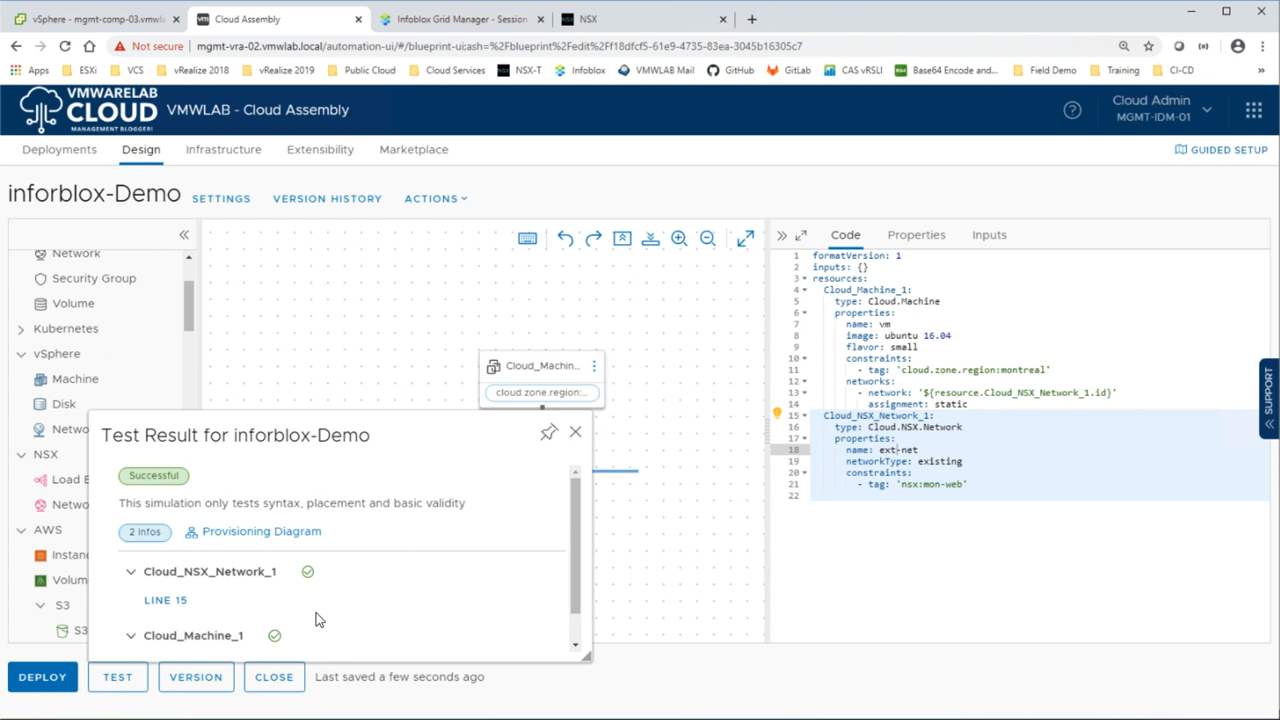 vSphere - mgmt-comp-03.vmwla
Cloud Assembly
Infoblox Grid Manager - Session
NSX
Not secure
mgmt-vra-02.vmwlab.local/automation-ui/#/blueprint-ui;ash=%2Fblueprint%2Fedit%2Ff18dfcf5-61e9-4735-83ea-3045b16305c7
Apps
ESXi
VCS
vRealize 2018
vRealize 2019
Public Cloud
Cloud Services
NSX-T
Infoblox
VMWLAB Mail
GitHub
GitLab
CAS vRSLI
Base64 Encode and...
Field Demo
Training
CI-CD
»
VMWARELAB
CLOUD
MANAGEMENT BLOGGER!
VMWLAB - Cloud Assembly
Cloud Admin
MGMT-IDM-01
Deployments
Design
Infrastructure
Extensibility
Marketplace
GUIDED SETUP
inforblox-Demo
SETTINGS
VERSION HISTORY
ACTIONS
Network
Security Group
Volume
Kubernetes
vSphere
Machine
Disk
Netwo
NSX
Load E
Netwo
AWS
Instanc
Volum
S3
S3
Cloud_Machin...
cloud.zone.region:...
Test Result for inforblox-Demo
Successful
This simulation only tests syntax, placement and basic validity
2 Infos
Provisioning Diagram
Cloud_NSX_Network_1
LINE 15
Cloud_Machine_1
Code
Properties
Inputs
1 formatVersion: 1
2 inputs: {}
3 resources:
4 Cloud_Machine_1:
5 type: Cloud.Machine
6 properties:
7 name: vm
8 image: ubuntu 16.04
9 flavor: small
10 constraints:
11 - tag: 'cloud.zone.region:montreal'
12 networks:
13 - network: '${resource.Cloud_NSX_Network_1.id}'
14 assignment: static
15 Cloud_NSX_Network_1:
16 type: Cloud.NSX.Network
17 properties:
18 name: ext-net
19 networkType: existing
20 constraints:
21 - tag: 'nsx:mon-web'
22
SUPPORT
DEPLOY
TEST
VERSION
CLOSE
Last saved a few seconds ago